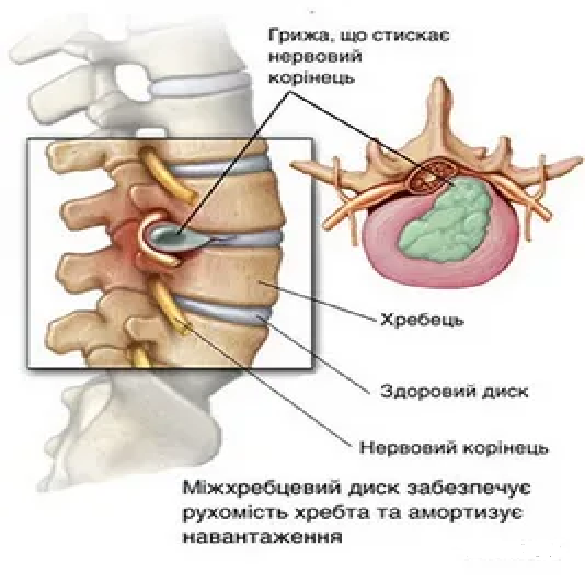 Грижа, що стискає
нервовий
корінець
Хребець
Здоровий диск
Нервовий корінець
Міжхребцевий диск забезпечує
рухомість хребта та амортизує
навантаження